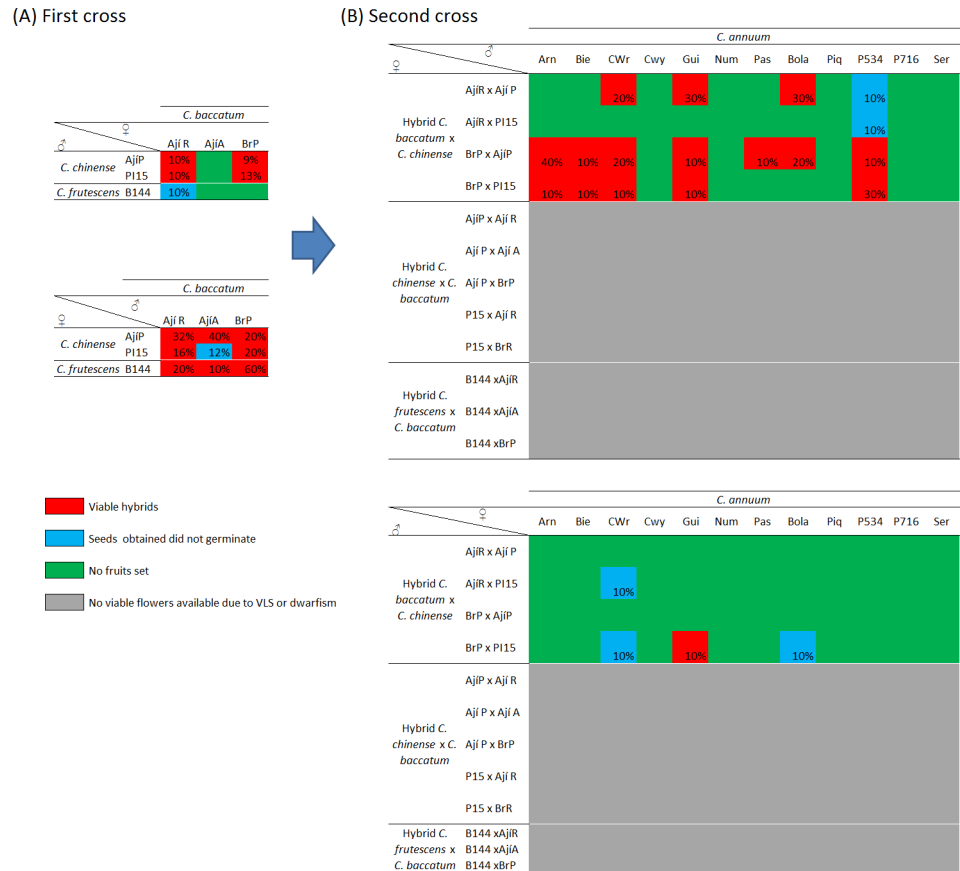 (A) First cross
(B) Second cross
C. baccatum
♀
♂ Ají R AjíA BrP
C. chinense AjíP 10% 9%
PI15 10% 13%
C. frutescens B144 10%
C. baccatum
♂
♀ Ají R AjíA BrP
C. chinense AjíP 32% 40% 20%
PI15 16% 12% 20%
C. frutescens B144 20% 10% 60%
Viable hybrids
Seeds obtained did not germinate
No fruits set
No viable flowers available due to VLS or dwarfism
C. annuum
♂
♀ Arn Bie CWr Cwy Gui Num Pas Bola Piq P534 P716 Ser
Hybrid C.
baccatum x
C. chinense
AjíR x Ají P 20% 30% 30% 10%
AjíR x PI15 10%
BrP x AjíP 40% 10% 20% 10% 10% 20% 10%
BrP x PI15 10% 10% 10% 10% 30%
Hybrid C.
chinense x C.
baccatum
AjíP x Ají R
Ají P x Ají A
Ají P x BrP
P15 x Ají R
P15 x BrR
Hybrid C.
frutescens x
C. baccatum
B144 xAjíR
B144 xAjíA
B144 xBrP
C. annuum
♀
♂ Arn Bie CWr Cwy Gui Num Pas Bola Piq P534 P716 Ser
Hybrid C.
baccatum x
C. chinense
AjíR x Ají P
AjíR x PI15 10%
BrP x AjíP
BrP x PI15 10% 10% 10%
Hybrid C.
chinense x C.
baccatum
AjíP x Ají R
Ají P x Ají A
Ají P x BrP
P15 x Ají R
P15 x BrR
Hybrid C.
frutescens x
C. baccatum
B144 xAjíR
B144 xAjíA
B144 xBrP